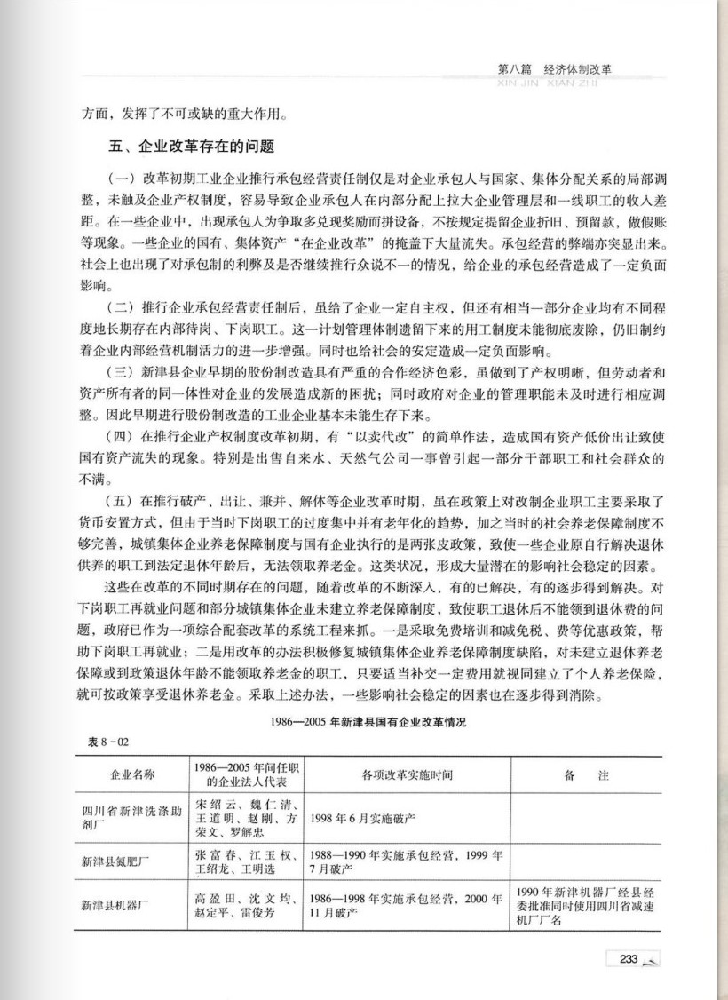 第八篇 经济体制改革
XIN JIN XIAN ZHI
方面，发挥了不可或缺的重大作用。
五、企业改革存在的问题
（一）改革初期工业企业推行承包经营责任制仅是对企业承包人与国家、集体分配关系的局部调
整，未触及企业产权制度，容易导致企业承包人在内部分配上拉大企业管理层和一线职工的收入差
距。在一些企业中，出现承包人为争取多兑现奖励而拼设备，不按规定提留企业折旧、预留款，做假账
等现象。一些企业的国有、集体资产“在企业改革”的掩盖下大量流失。承包经营的弊端亦突显出来。
社会上也出现了对承包制的利弊及是否继续推行众说不一的情况，给企业的承包经营造成了一定负面
影响。
（二）推行企业承包经营责任制后，虽给了企业一定自主权，但还有相当一部分企业均有不同程
度地长期存在内部待岗、下岗职工。这一计划管理体制遗留下来的用工制度未能彻底废除，仍旧制约
着企业内部经营机制活力的进一步增强。同时也给社会的安定造成一定负面影响。
（三）新津县企业早期的股份制改造具有严重的合作经济色彩，虽做到了产权明晰，但劳动者和
资产所有者的同一体性对企业的发展造成新的困扰；同时政府对企业的管理职能未及时进行相应调
整。因此早期进行股份制改造的工业企业基本未能生存下来。
（四）在推行企业产权制度改革初期，有“以卖代改”的简单作法，造成国有资产低价出让致使
国有资产流失的现象。特别是出售自来水、天然气公司一事曾引起一部分干部职工和社会群众的
不满。
（五）在推行破产、出让、兼并、解体等企业改革时期，虽在政策上对改制企业职工主要采取了
货币安置方式，但由于当时下岗职工的过度集中并有老年化的趋势，加之当时的社会养老保障制度不
够完善，城镇集体企业养老保障制度与国有企业执行的是两张皮政策，致使一些企业原自行解决退休
供养的职工到法定退休年龄后，无法领取养老金。这类状况，形成大量潜在的影响社会稳定的因素。
这些在改革的不同时期存在的问题，随着改革的不断深入，有的已解决，有的逐步得到解决。对
下岗职工再就业问题和部分城镇集体企业未建立养老保障制度，致使职工退休后不能领到退休费的问
题，政府已作为一项综合配套改革的系统工程来抓。一是采取免费培训和减免税、费等优惠政策，帮
助下岗职工再就业；二是用改革的办法积极修复城镇集体企业养老保障制度缺陷，对未建立退休养老
保障或到政策退休年龄不能领取养老金的职工，只要适当补交一定费用就视同建立了个人养老保险，
就可按政策享受退休养老金。采取上述办法，一些影响社会稳定的因素也在逐步得到消除。
1986—2005 年新津县国有企业改革情况
表 8－02
企业名称
1986—2005 年间任职
的企业法人代表
各项改革实施时间
备 注
四川省新津洗涤助
剂厂
宋绍云、魏仁清、
王道明、赵刚、方
荣文、罗解忠
1998 年 6 月实施破产
新津县氮肥厂
张富春、江玉权、
王绍龙、王明选
1988—1990 年实施承包经营，1999 年
7 月破产
新津县机器厂
高盈田、沈文均、
赵定平、雷俊芳
1986—1998 年实施承包经营，2000 年
11 月破产
1990 年新津机器厂经县经
委批准同时使用四川省减速
机厂厂名
233